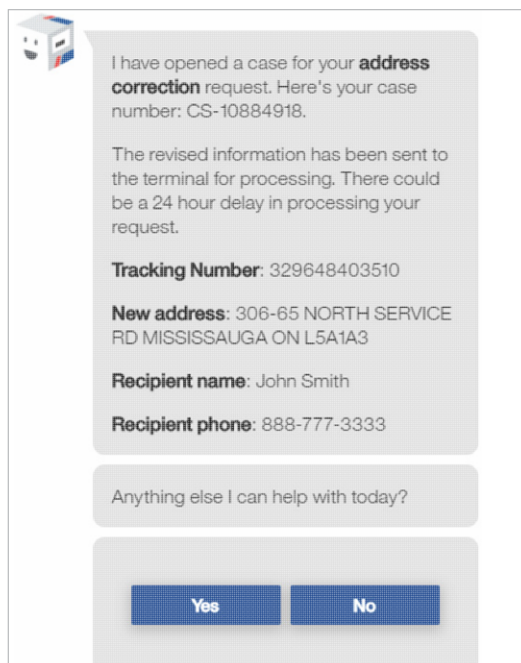 I have opened a case for your address
correction request. Here's your case
number: CS-10884918.
The revised information has been sent to
the terminal for processing. There could
be a 24 hour delay in processing your
request.
Tracking Number: 329648403510
New address: 306-65 NORTH SERVICE
RD MISSISSAUGA ON L5A1A3
Recipient name: John Smith
Recipient phone: 888-777-3333
Anything else I can help with today?
Yes No